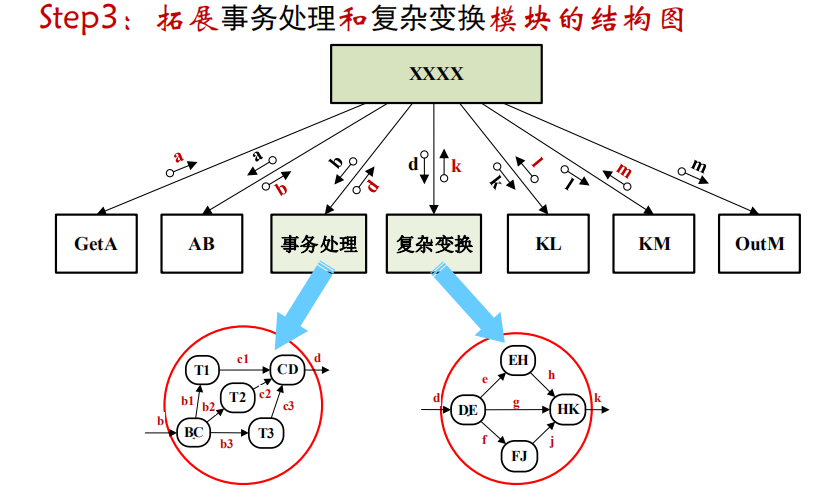 Step3：拓展事务处理和复杂变换模块的结构图
XXXX
a
a
b
b
d
d
k
k
l
l
m
m
GetA
AB
事务处理
复杂变换
KL
KM
OutM
T1
c1
CD
d
b1
b2
T2
c2
c3
b
BC
b3
T3
EH
e
h
d
DE
g
HK
k
f
j
FJ